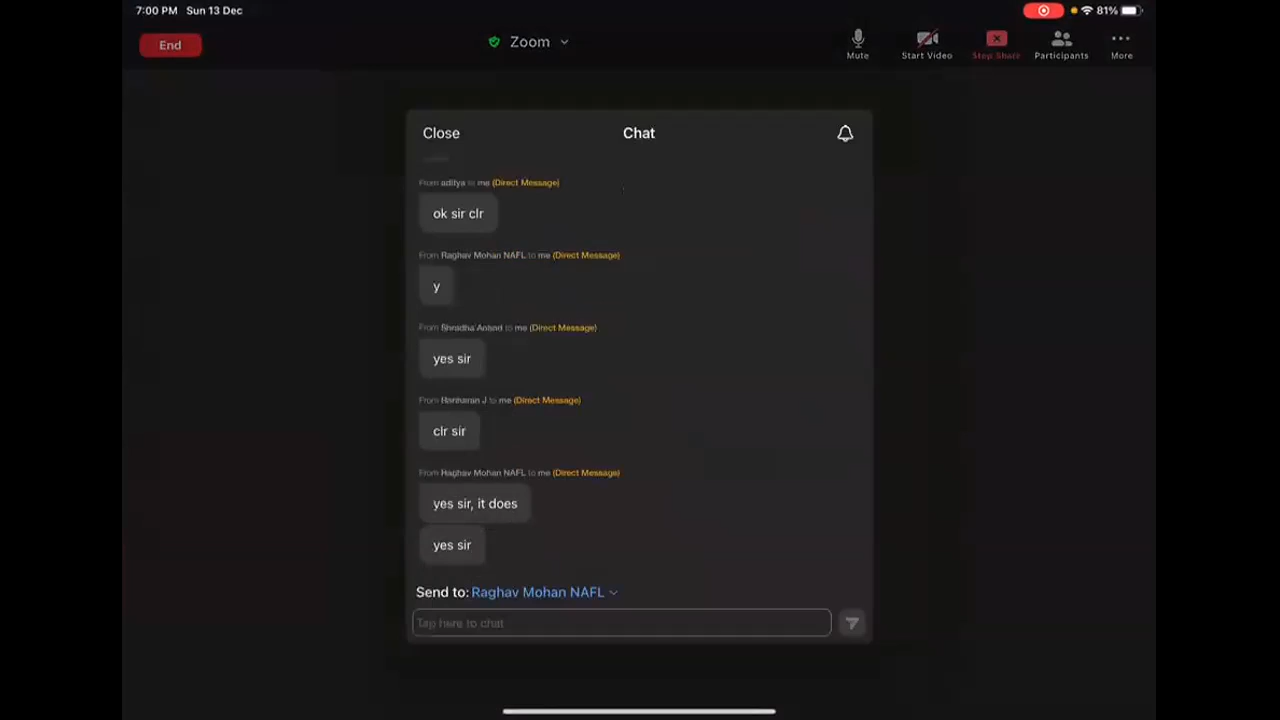 7:00 PM Sun 13 Dec
81%
End
Zoom
Mute
Start Video
Stop Share
Participants
More
Close
Chat
From aditya to me (Direct Message)
ok sir clr
From Raghav Mohan NAFL to me (Direct Message)
y
From Shradha Anand to me (Direct Message)
yes sir
From Hariharan J to me (Direct Message)
clr sir
From Raghav Mohan NAFL to me (Direct Message)
yes sir, it does
yes sir
Send to: Raghav Mohan NAFL
Tap here to chat